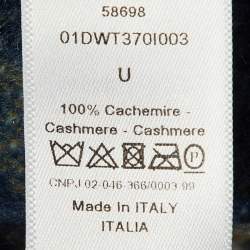 58698
01DWT370I003
U
100% Cachemire -
Cashmere - Cashmere
P
CNPJ 02-046-366/0003-99
Made In ITALY
ITALIA